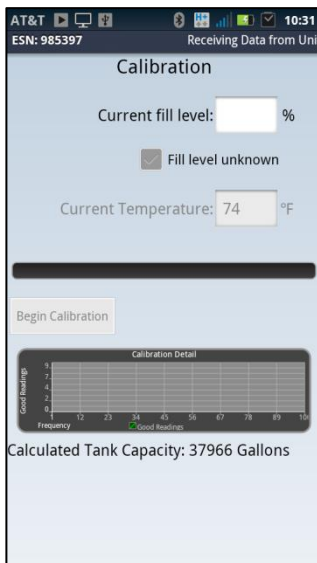 AT&T 10:31
ESN: 985397 Receiving Data from Uni
Calibration
Current fill level: %
Fill level unknown
Current Temperature: 74 °F
Begin Calibration
Calibration Detail
Good Readings
9
7
4
2
0
1 12 23 34 45 56 67 78 89 100
Frequency Good Readings
Calculated Tank Capacity: 37966 Gallons